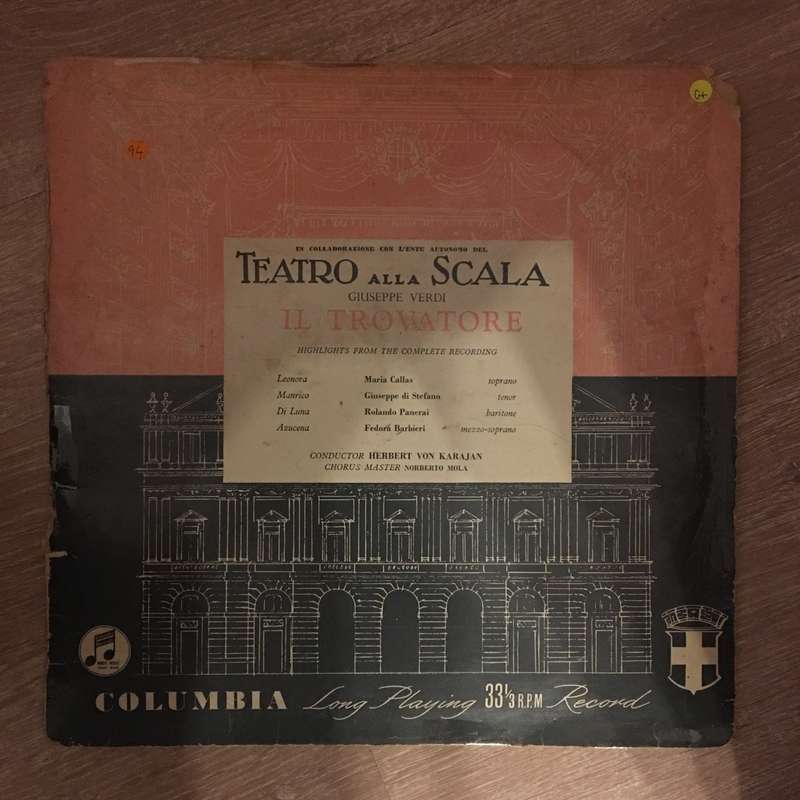 G+
94
IN COLLABORAZIONE CON L'ENTE AUTONOMO DEL
TEATRO ALLA SCALA
GIUSEPPE VERDI
IL TROVATORE
HIGHLIGHTS FROM THE COMPLETE RECORDING
Leonora Maria Callas soprano
Manrico Giuseppe di Stefano tenor
Di Luna Rolando Panerai baritone
Azucena Fedora Barbieri mezzo-soprano
CONDUCTOR HERBERT VON KARAJAN
CHORUS MASTER NORBERTO MOLA
COLUMBIA Long Playing 33⅓ R.P.M Record